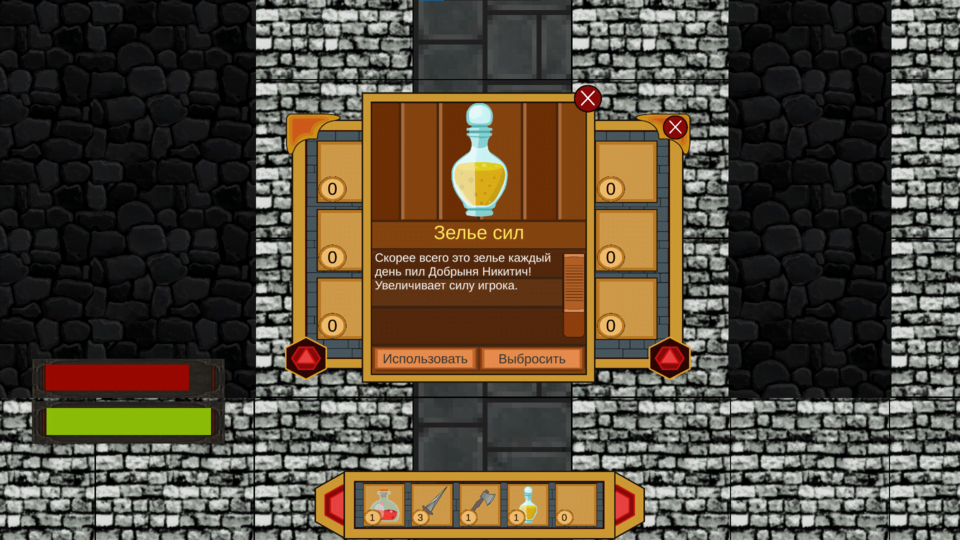 0
0
0
0
0
0
Зелье сил
Скорее всего это зелье каждый
день пил Добрыня Никитич!
Увеличивает силу игрока.
Использовать
Выбросить
1
3
1
1
0